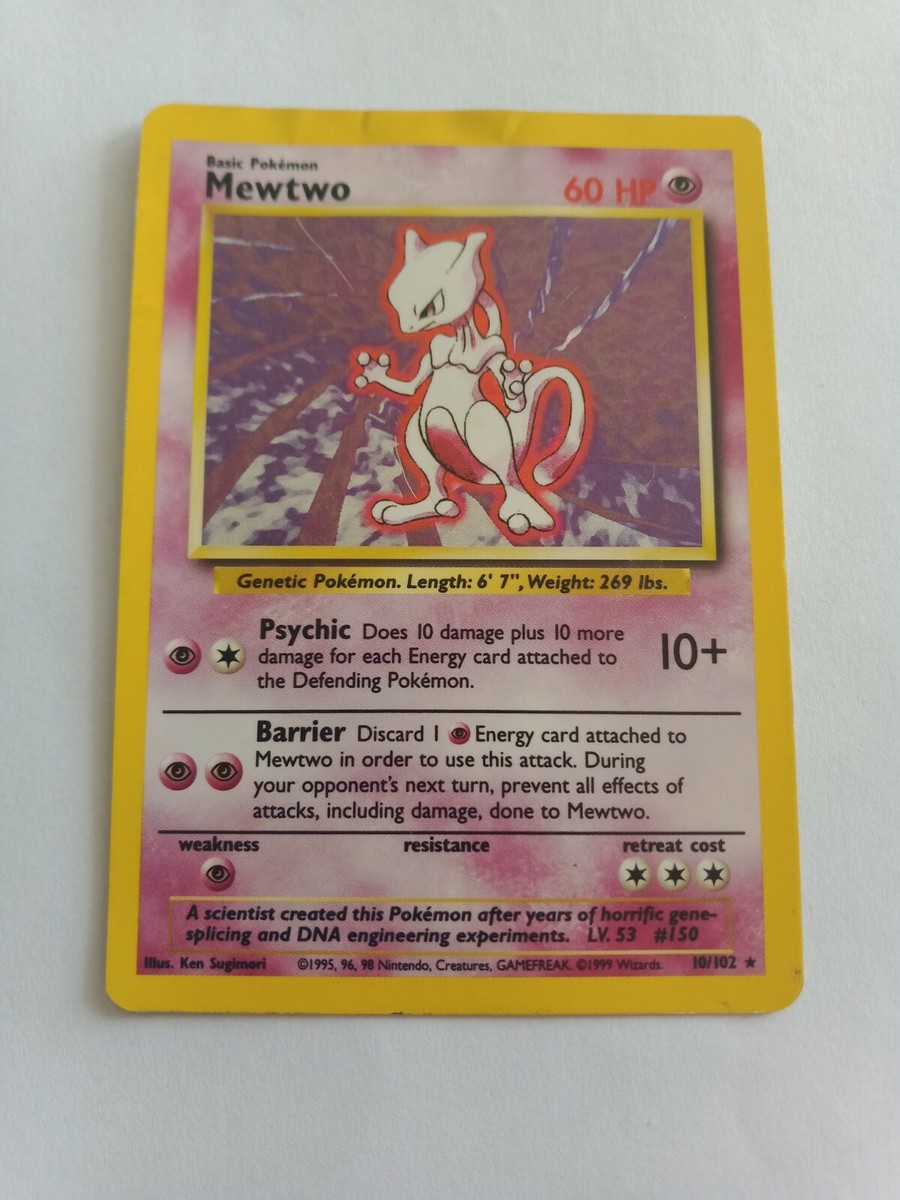 Basic Pokémon
Mewtwo 60 HP
Genetic Pokémon. Length: 6' 7", Weight: 269 lbs.
Psychic Does 10 damage plus 10 more
damage for each Energy card attached to
the Defending Pokémon.
10+
Barrier Discard 1 Energy card attached to
Mewtwo in order to use this attack. During
your opponent's next turn, prevent all effects of
attacks, including damage, done to Mewtwo.
weakness resistance retreat cost
A scientist created this Pokémon after years of horrific gene-
splicing and DNA engineering experiments. LV. 53 #150
Illus. Ken Sugimori ©1995, 96, 98 Nintendo, Creatures, GAMEFREAK. ©1999 Wizards. 10/102 ★